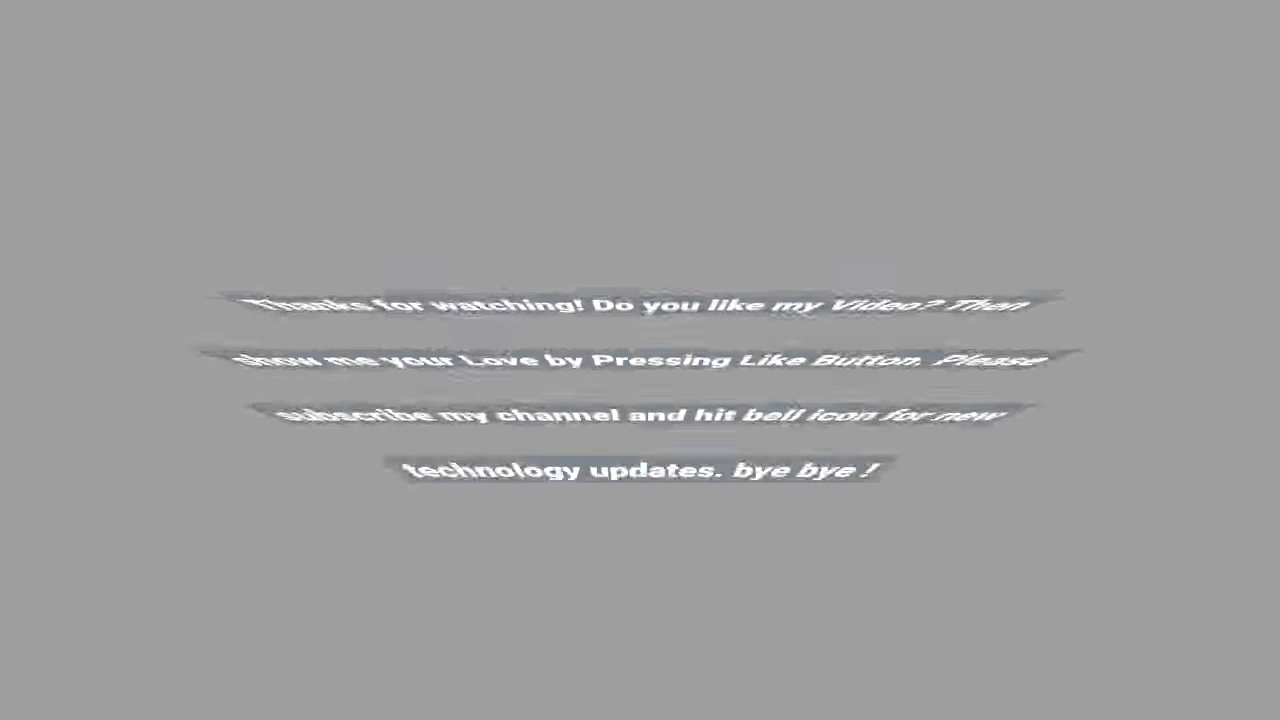 Thanks for watching! Do you like my Video? Then
show me your Love by Pressing Like Button. Please
subscribe my channel and hit bell icon for new
technology updates. bye bye !